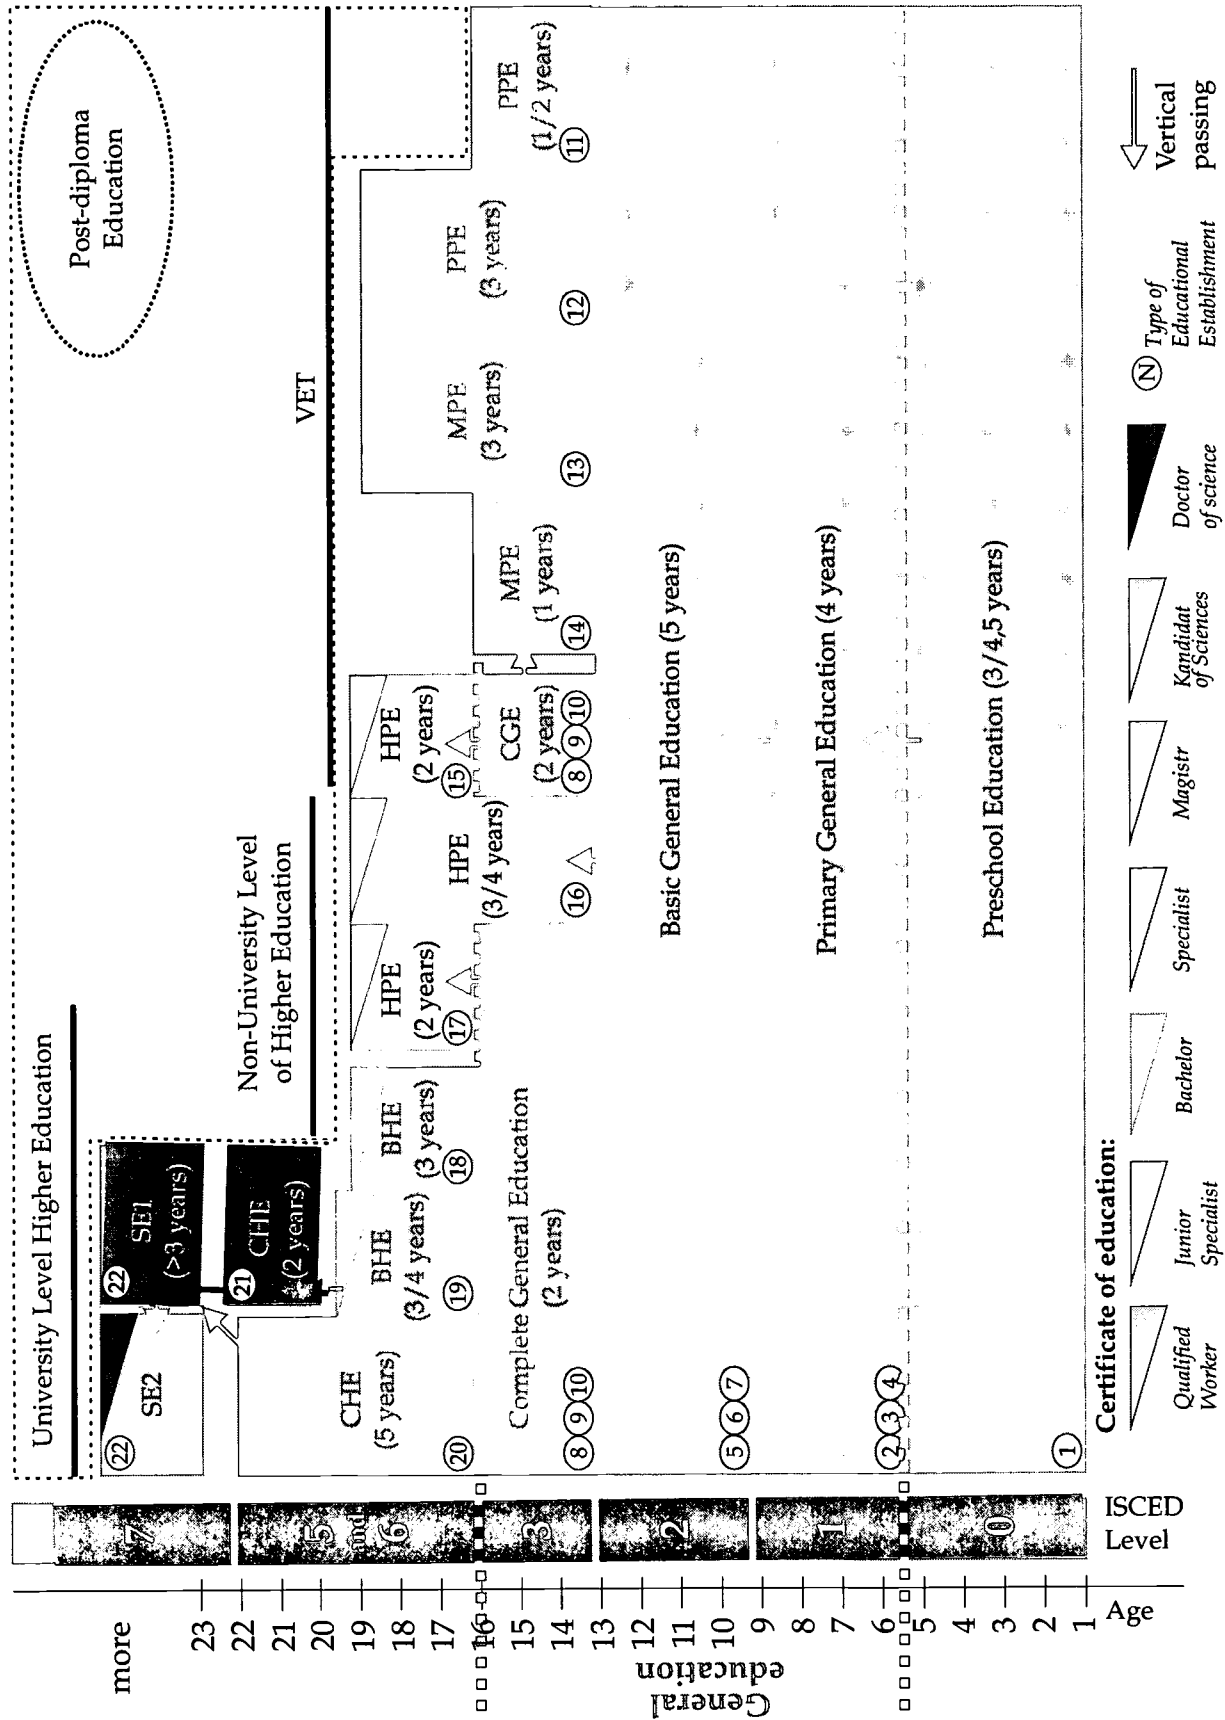 University Level Higher Education
Post-diploma
Education
Non-University Level
of Higher Education
VET
more
23
22
21
20
19
18
17
16
15
14
13
12
11
10
9
8
7
6
5
4
3
2
1
Age
General
education
7
5
and
6
3
2
1
0
ISCED
Level
22
SE2
22
SE1
(>3 years)
21
CHE
(2 years)
CHE
(5 years)
20
BHE
(3/4 years)
19
BHE
(3 years)
18
HPE
(2 years)
17
HPE
(3/4 years)
16
HPE
(2 years)
15
CGE
(2 years)
8 9 10
MPE
(1 years)
14
MPE
(3 years)
13
PPE
(3 years)
12
PPE
(1/2 years)
11
Complete General Education
(2 years)
8 9 10
Basic General Education (5 years)
5 6 7
Primary General Education (4 years)
2 3 4
Preschool Education (3/4,5 years)
1
Certificate of education:
Qualified
Worker
Junior
Specialist
Bachelor
Specialist
Magistr
Kandidat
of Sciences
Doctor
of science
N Type of
Educational
Establishment
Vertical
passing